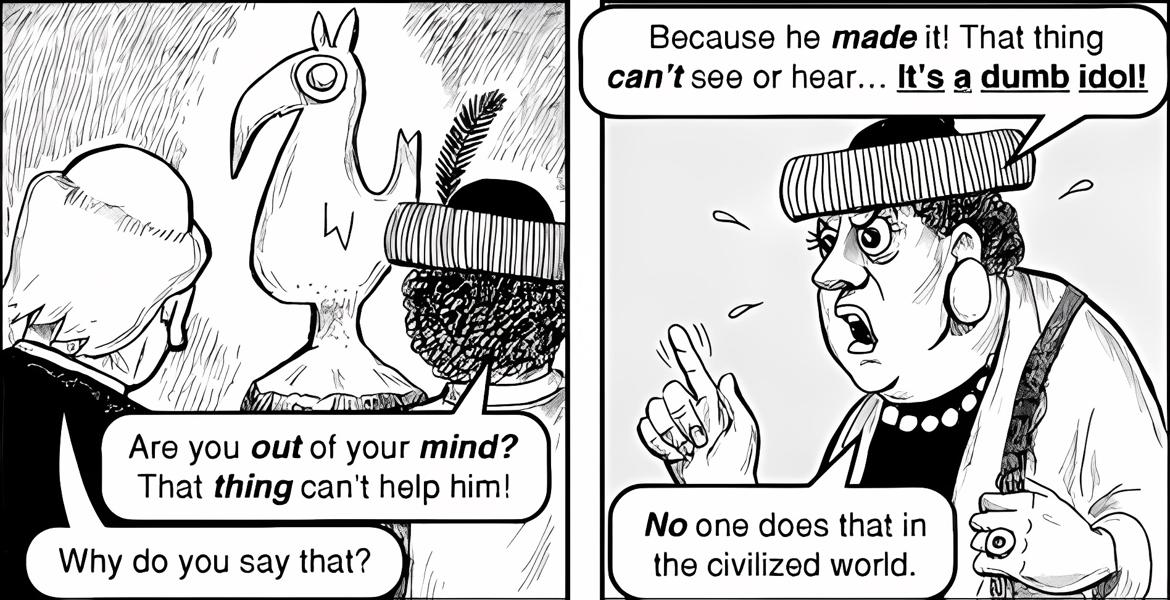 Are you out of your mind?
That thing can't help him!
Why do you say that?
Because he made it! That thing
can't see or hear... It's a dumb idol!
No one does that in
the civilized world.